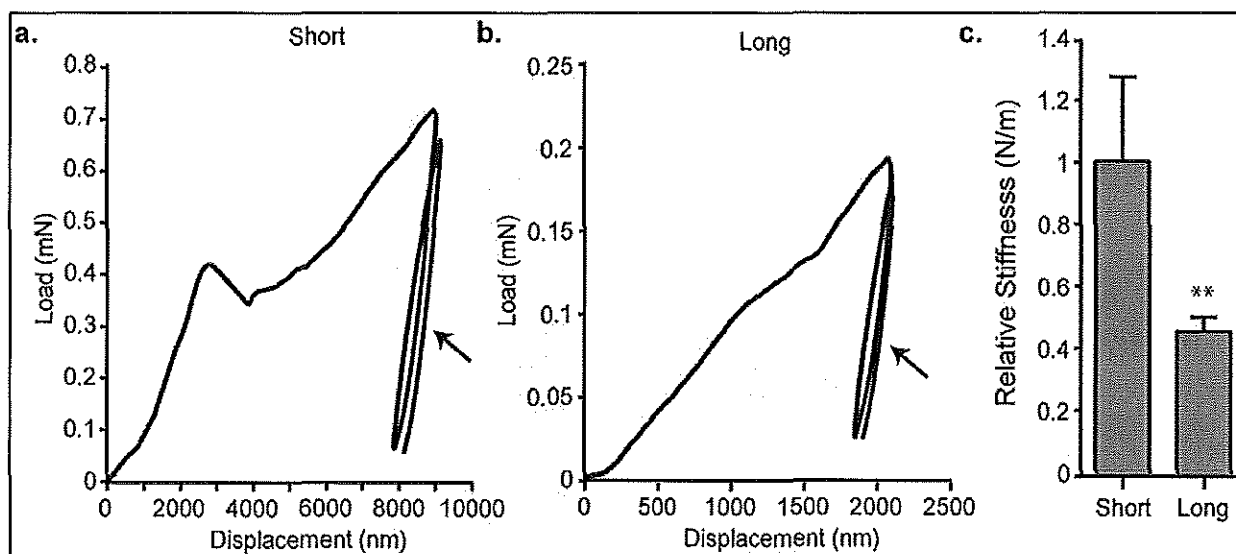 a.
Short
Load (mN)
0.8
0.7
0.6
0.5
0.4
0.3
0.2
0.1
0
0 2000 4000 6000 8000 10000
Displacement (nm)
b.
Long
Load (mN)
0.25
0.2
0.15
0.1
0.05
0
0 500 1000 1500 2000 2500
Displacement (nm)
c.
Relative Stiffnesss (N/m)
1.4
1.2
1
0.8
0.6
0.4
0.2
0
**
Short Long